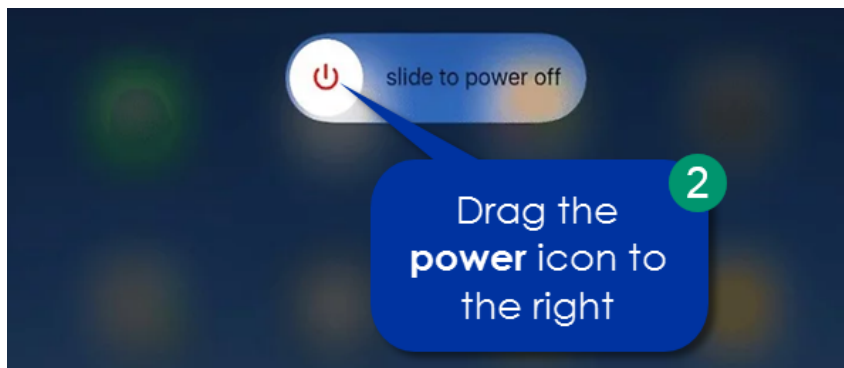 slide to power off
2
Drag the
power icon to
the right